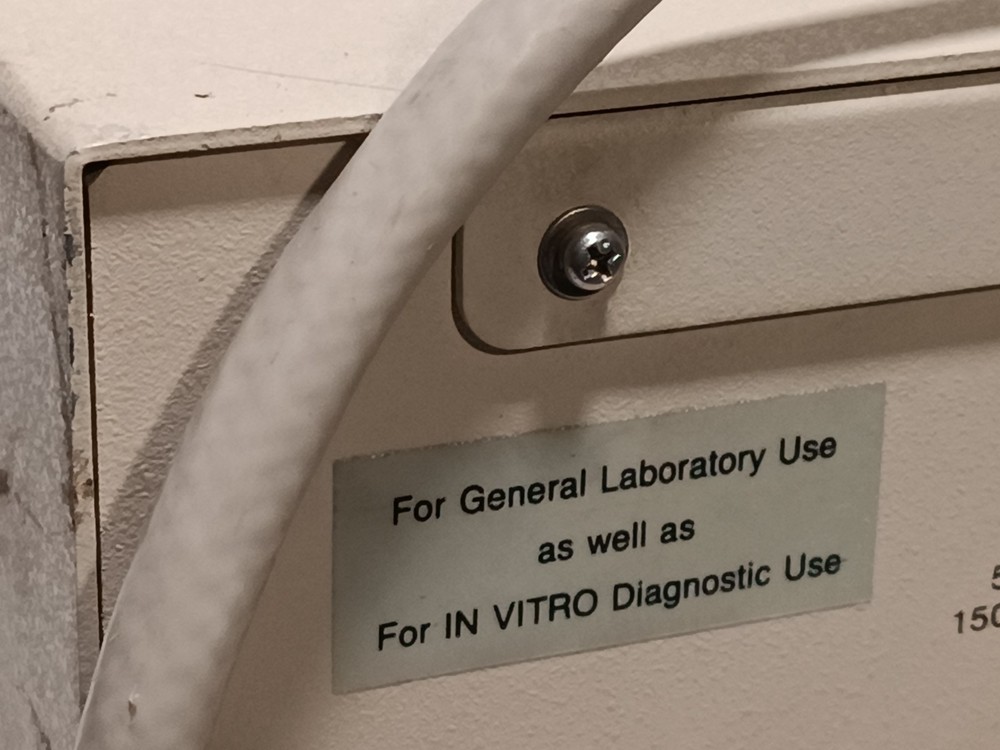 For General Laboratory Use
as well as
For IN VITRO Diagnostic Use